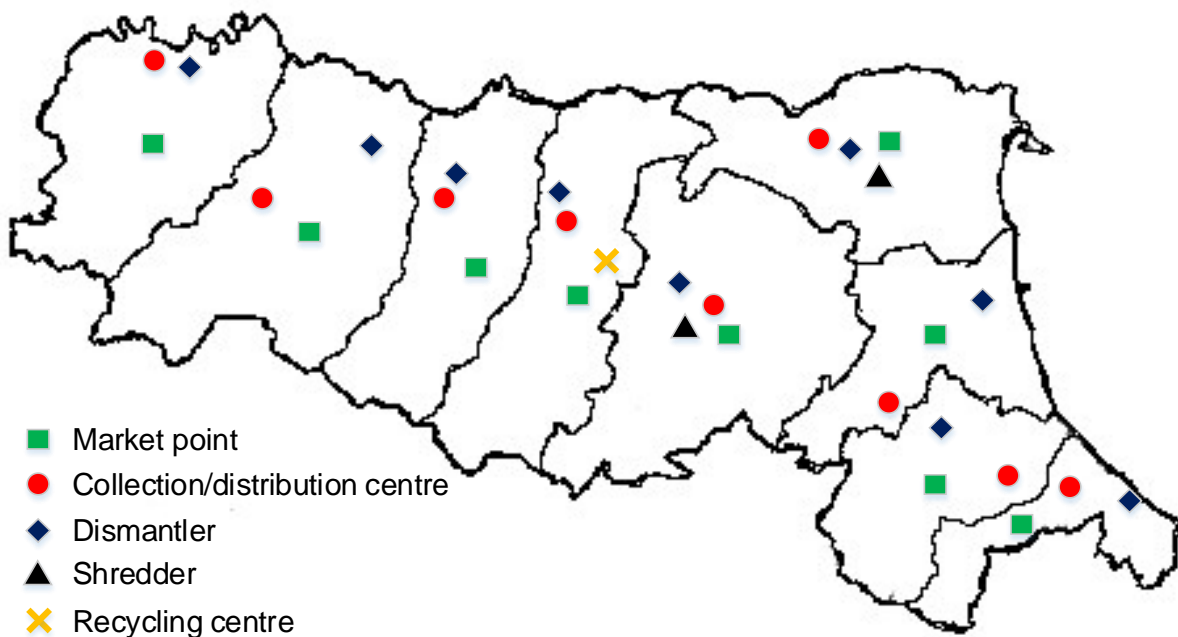 Market point
Collection/distribution centre
Dismantler
Shredder
Recycling centre